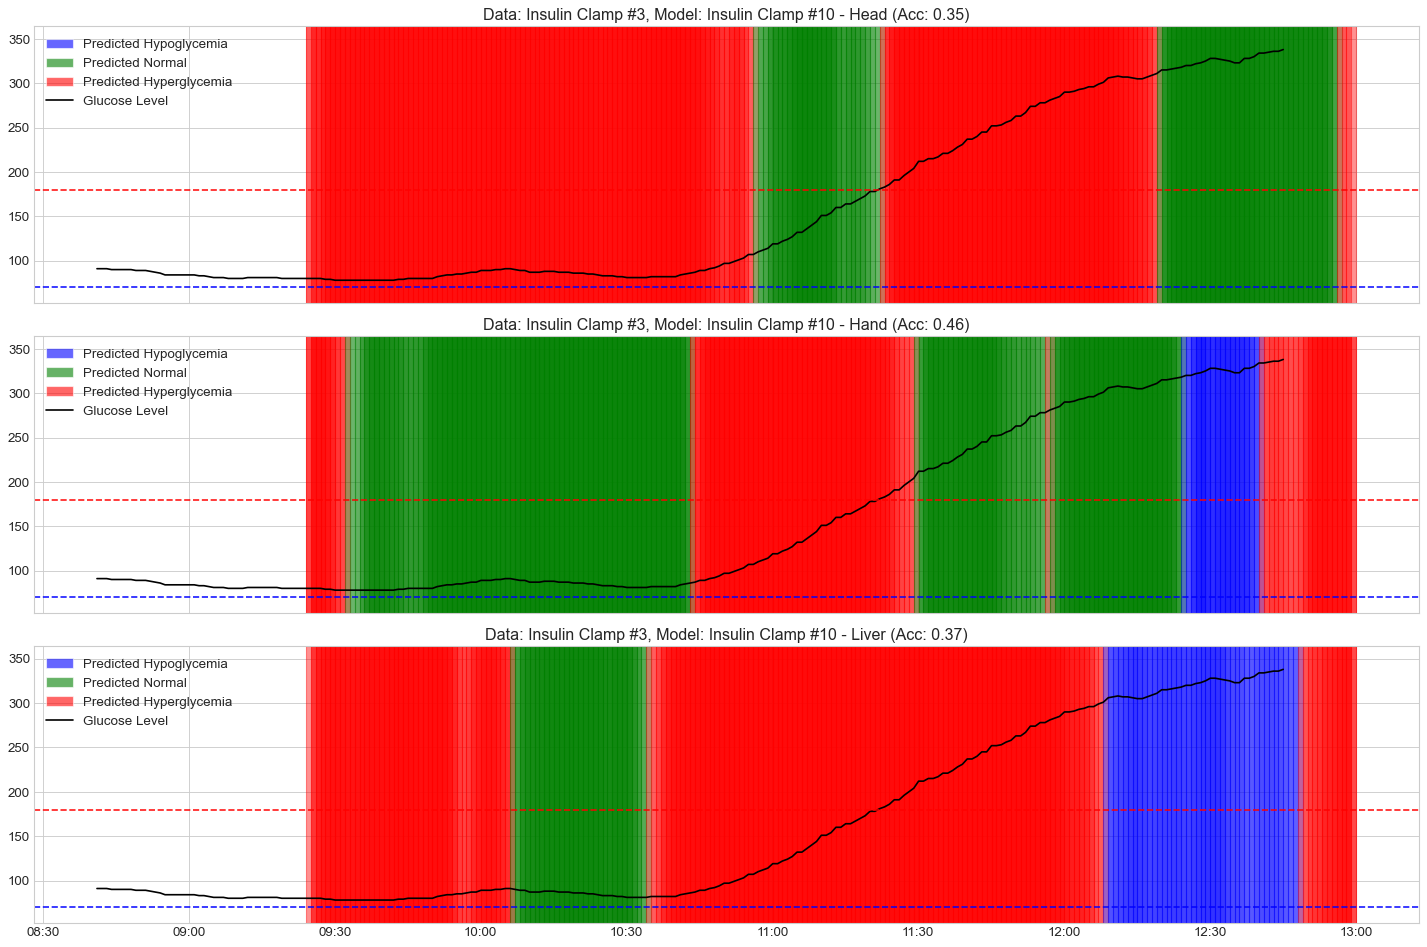 Data: Insulin Clamp #3, Model: Insulin Clamp #10 - Head (Acc: 0.35)
350
300
250
200
150
100
Predicted Hypoglycemia
Predicted Normal
Predicted Hyperglycemia
Glucose Level
Data: Insulin Clamp #3, Model: Insulin Clamp #10 - Hand (Acc: 0.46)
350
300
250
200
150
100
Predicted Hypoglycemia
Predicted Normal
Predicted Hyperglycemia
Glucose Level
Data: Insulin Clamp #3, Model: Insulin Clamp #10 - Liver (Acc: 0.37)
350
300
250
200
150
100
Predicted Hypoglycemia
Predicted Normal
Predicted Hyperglycemia
Glucose Level
08:30 09:00 09:30 10:00 10:30 11:00 11:30 12:00 12:30 13:00